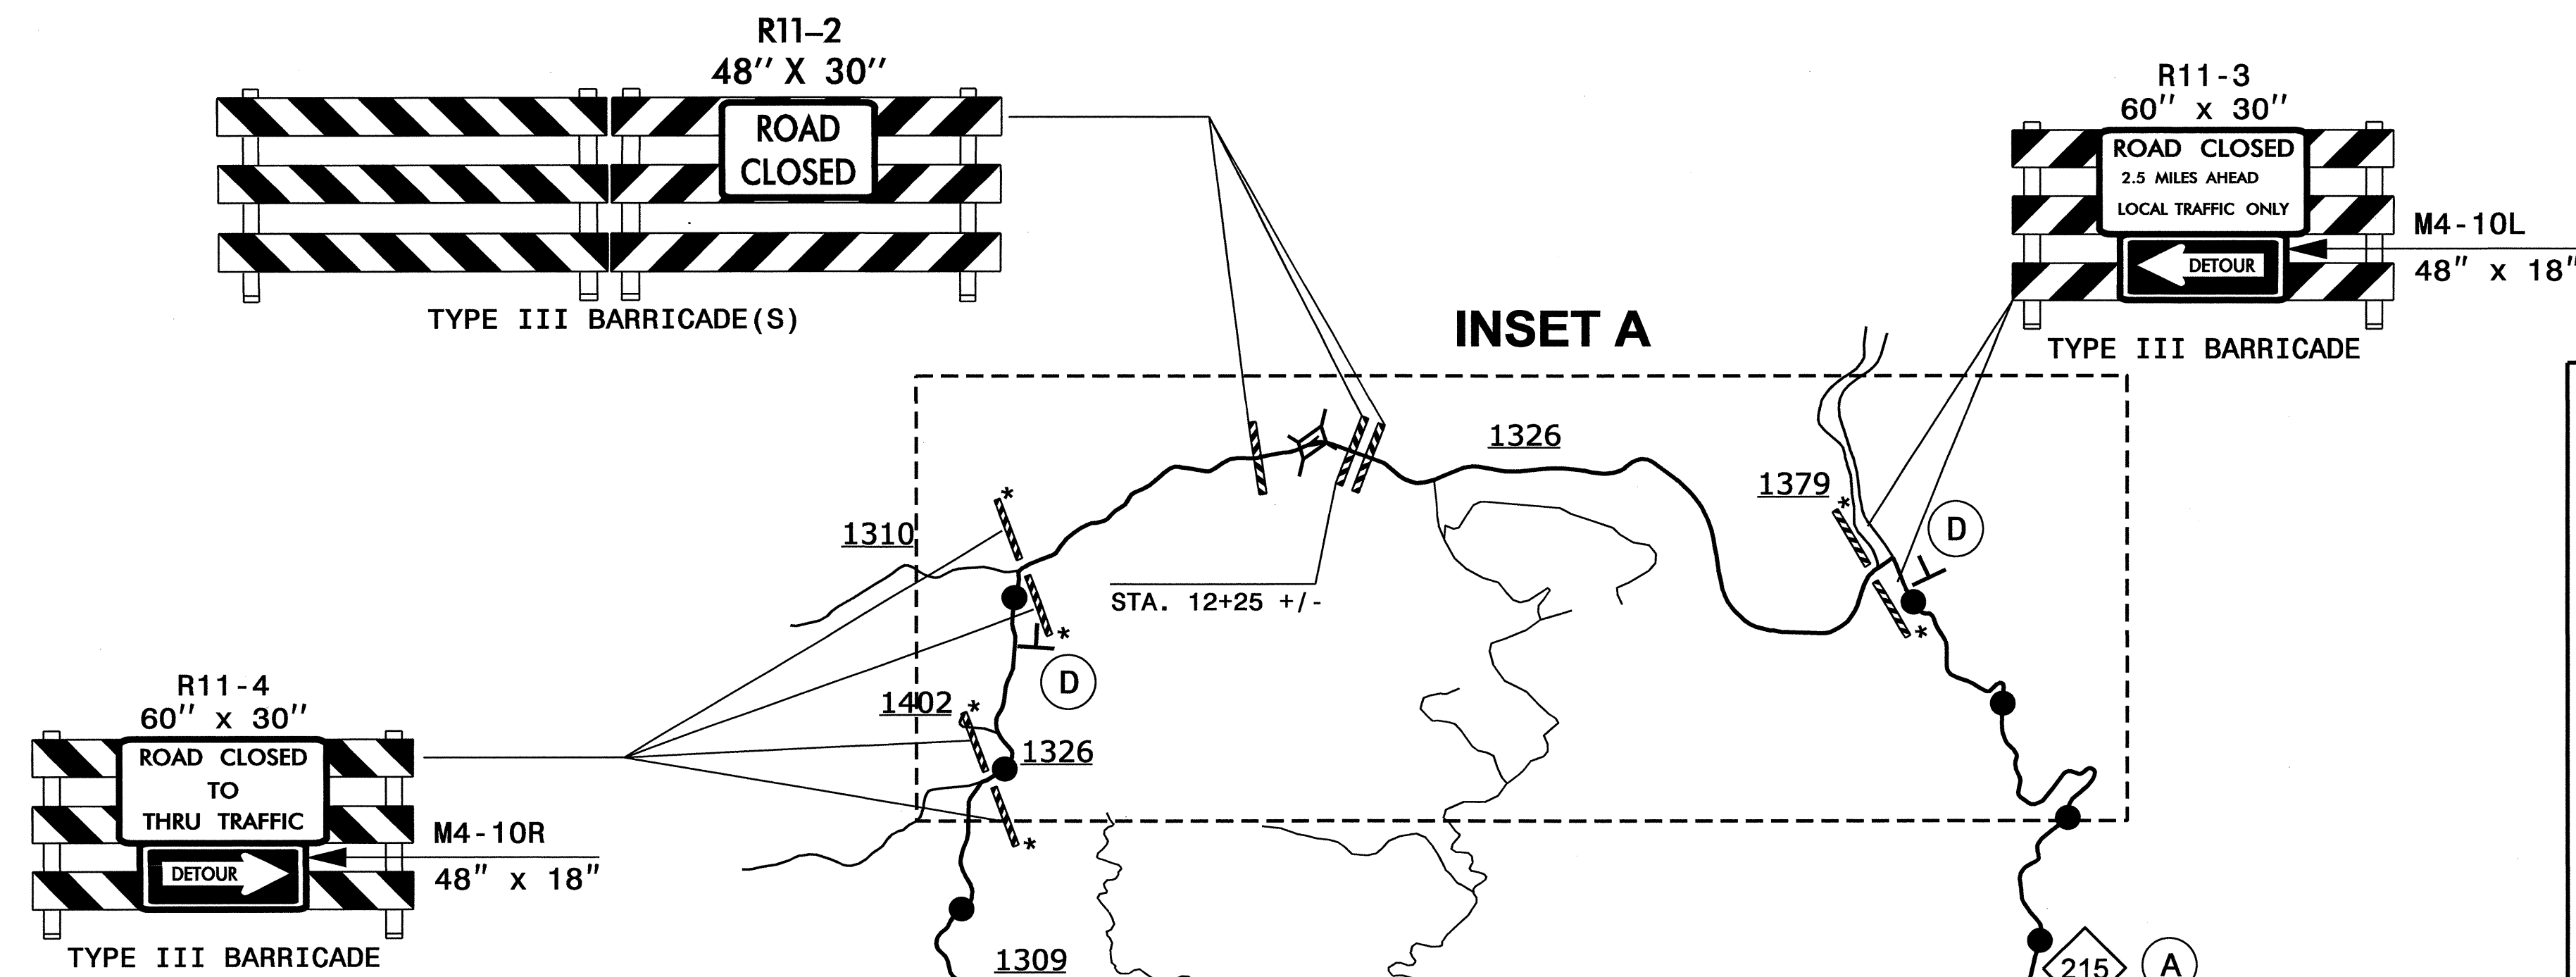 R11-2
48" X 30"
ROAD
CLOSED
TYPE III BARRICADE(S)
R11-3
60" x 30"
ROAD CLOSED
2.5 MILES AHEAD
LOCAL TRAFFIC ONLY
DETOUR
M4-10L
48" x 18"
TYPE III BARRICADE
INSET A
1326
1379
*
D
*
1310
*
*
STA. 12+25 +/-
D
1402
*
1326
*
R11-4
60" x 30"
ROAD CLOSED
TO
THRU TRAFFIC
DETOUR
M4-10R
48" x 18"
TYPE III BARRICADE
1309
215
A